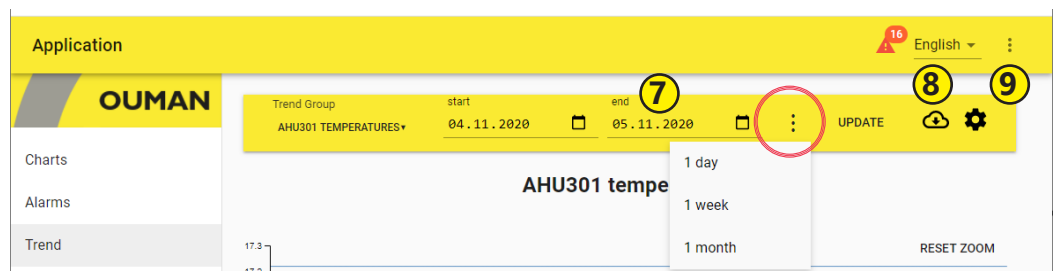 Application
16
English
OUMAN
7
8
9
Trend Group
start
end
AHU301 TEMPERATURES
04.11.2020
05.11.2020
UPDATE
Charts
1 day
AHU301 tempe
Alarms
1 week
Trend
17.3
1 month
RESET ZOOM